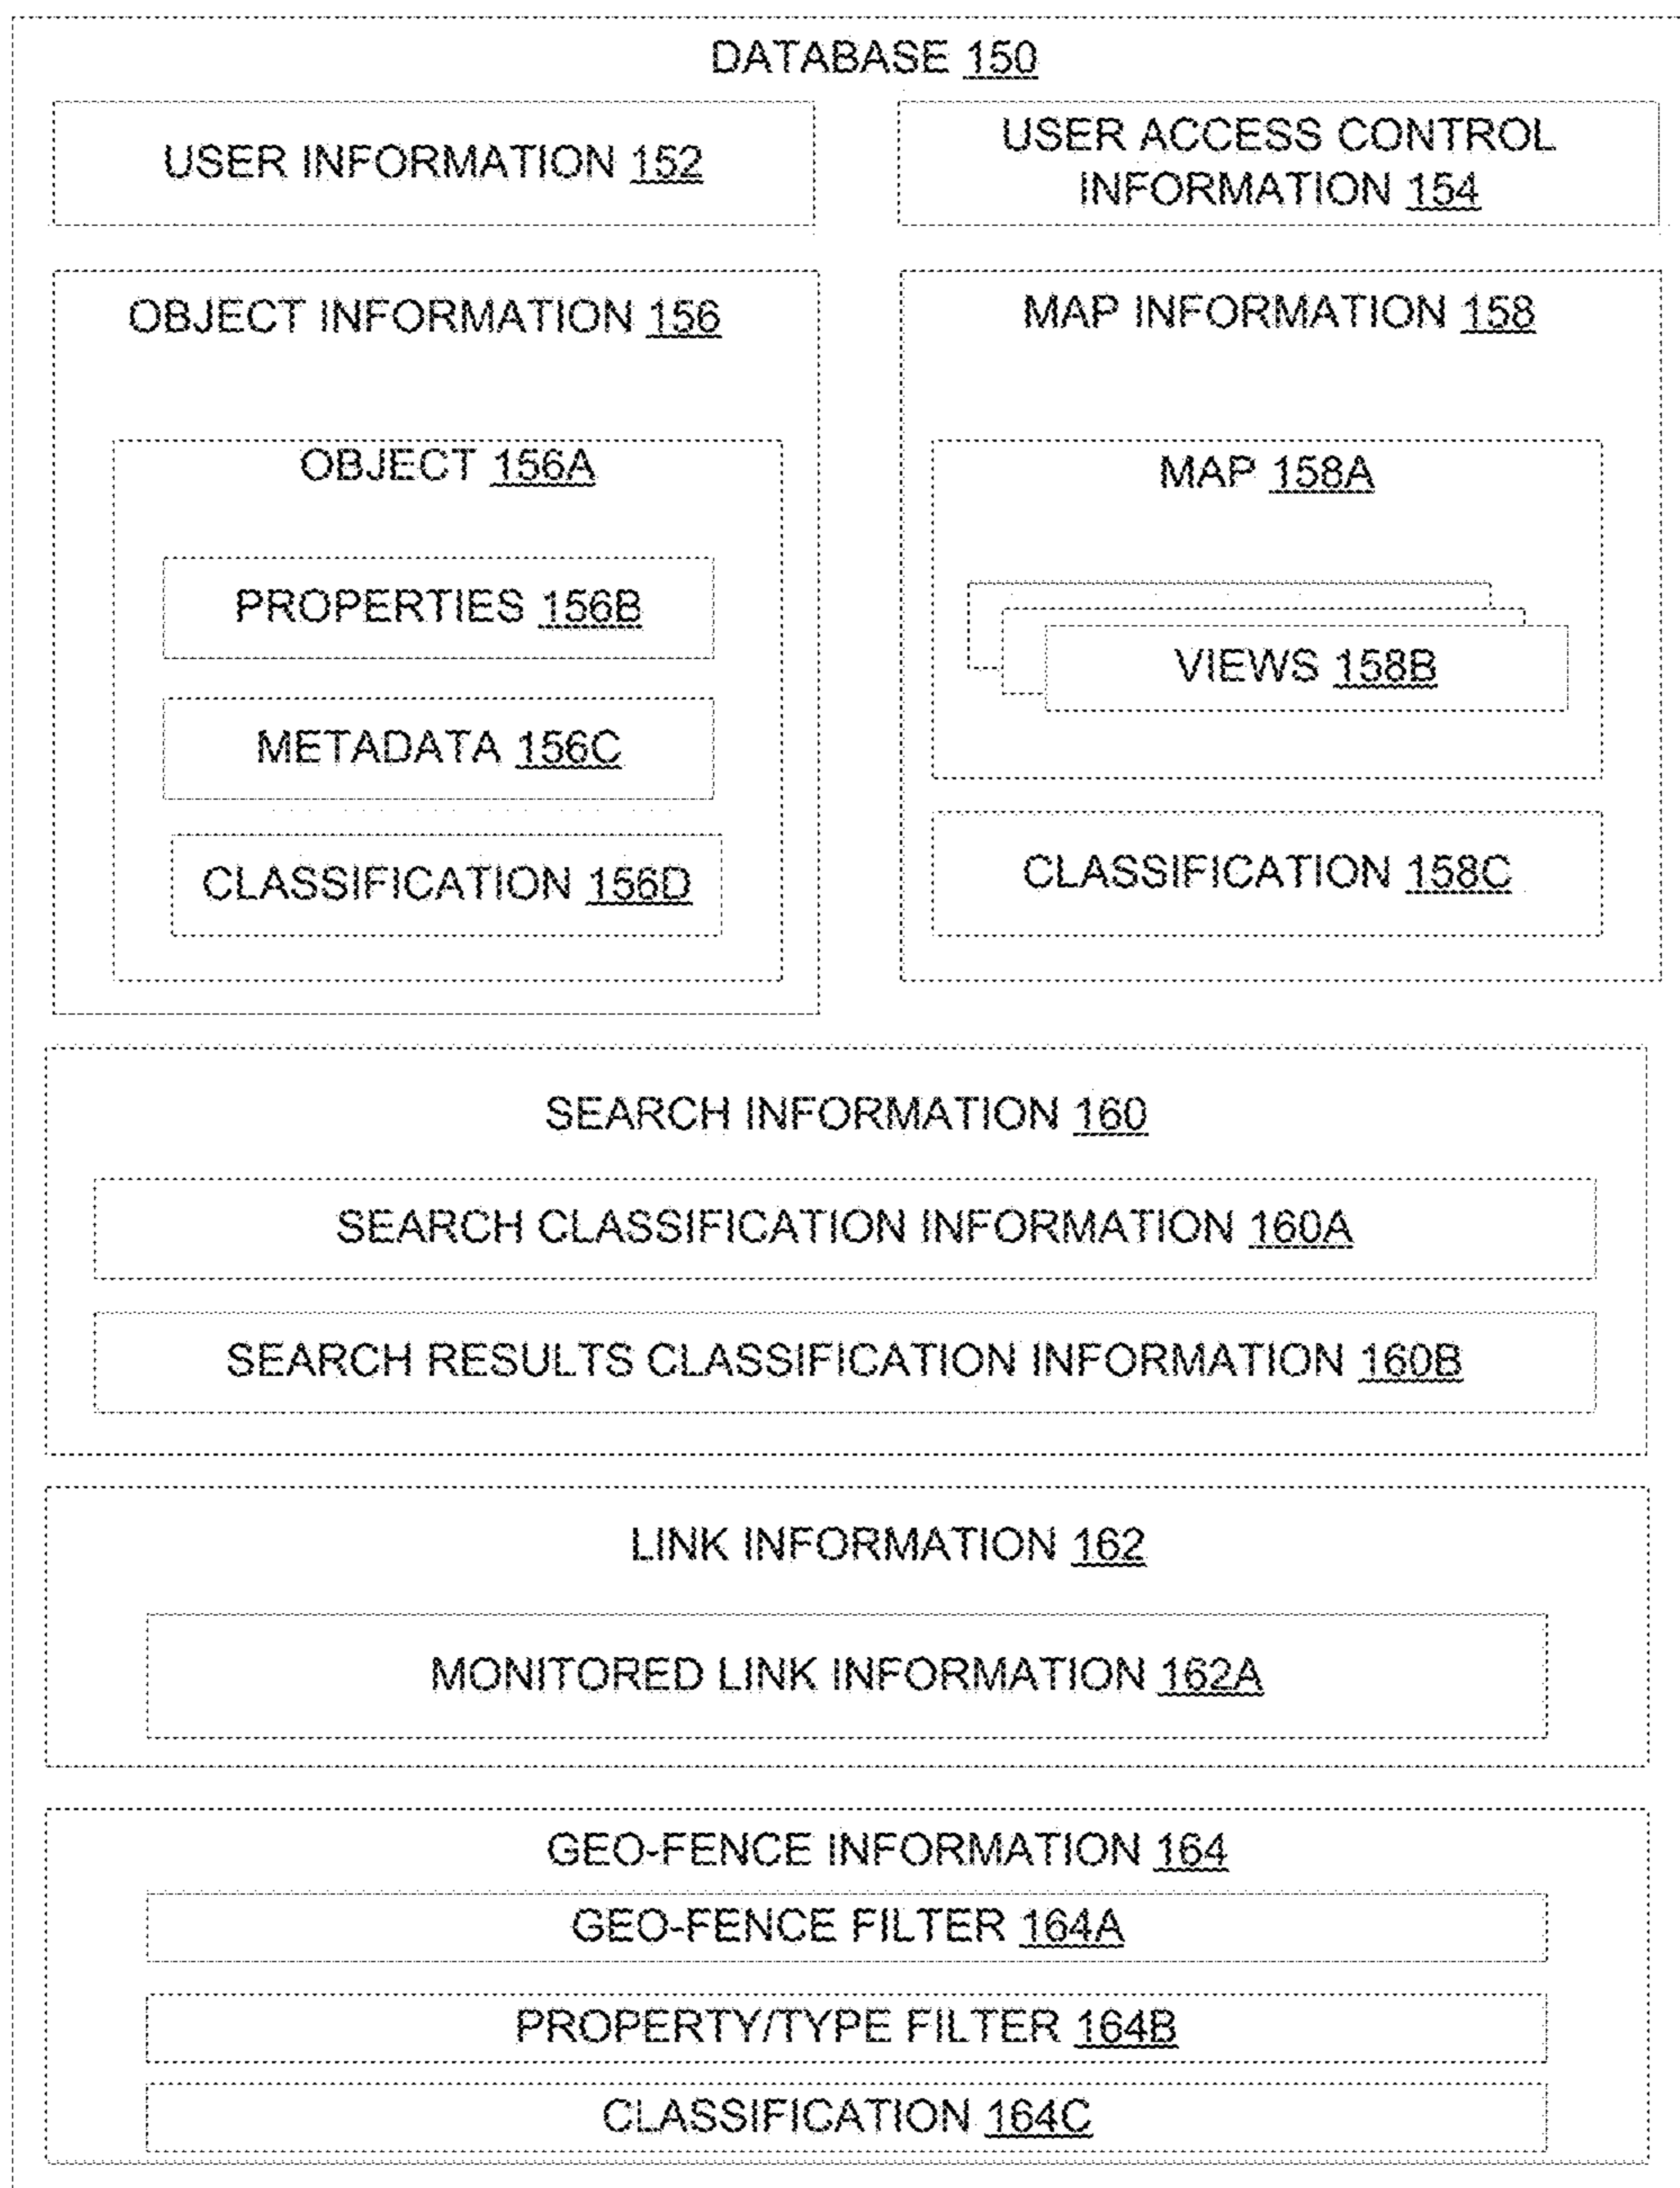 DATABASE 150
USER INFORMATION 152
USER ACCESS CONTROL
INFORMATION 154
OBJECT INFORMATION 156
OBJECT 156A
PROPERTIES 156B
METADATA 156C
CLASSIFICATION 156D
MAP INFORMATION 158
MAP 158A
VIEWS 158B
CLASSIFICATION 158C
SEARCH INFORMATION 160
SEARCH CLASSIFICATION INFORMATION 160A
SEARCH RESULTS CLASSIFICATION INFORMATION 160B
LINK INFORMATION 162
MONITORED LINK INFORMATION 162A
GEO-FENCE INFORMATION 164
GEO-FENCE FILTER 164A
PROPERTY/TYPE FILTER 164B
CLASSIFICATION 164C